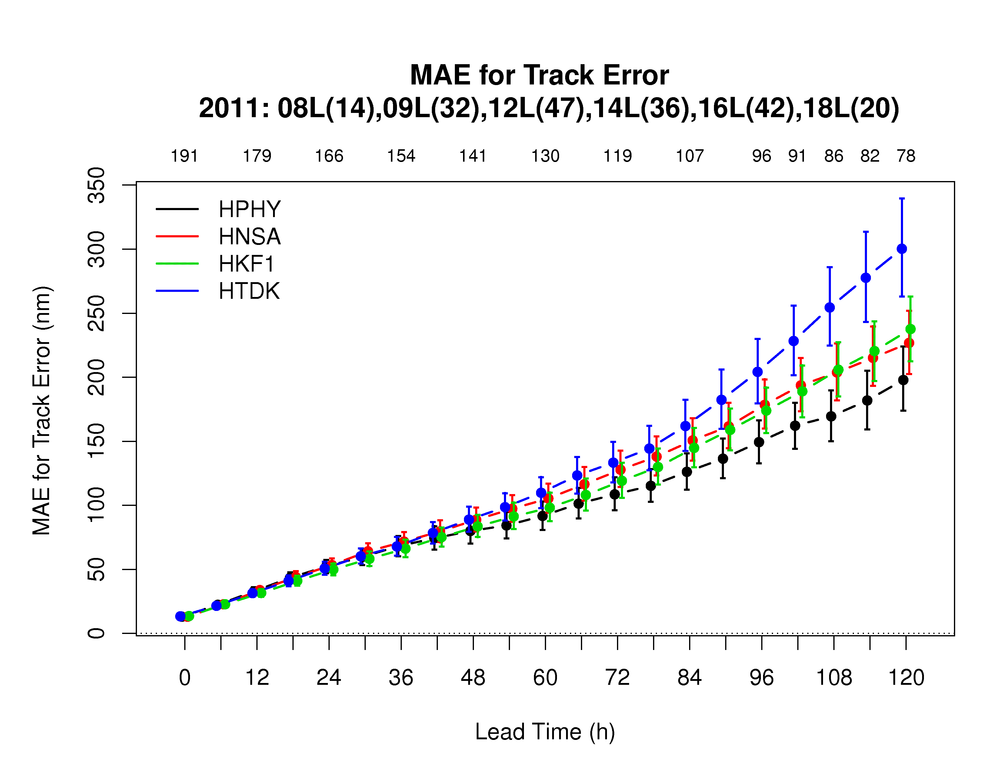 MAE for Track Error
2011: 08L(14),09L(32),12L(47),14L(36),16L(42),18L(20)
191 179 166 154 141 130 119 107 96 91 86 82 78
350
300
250
200
150
100
50
0
MAE for Track Error (nm)
HPHY
HNSA
HKF1
HTDK
0 12 24 36 48 60 72 84 96 108 120
Lead Time (h)